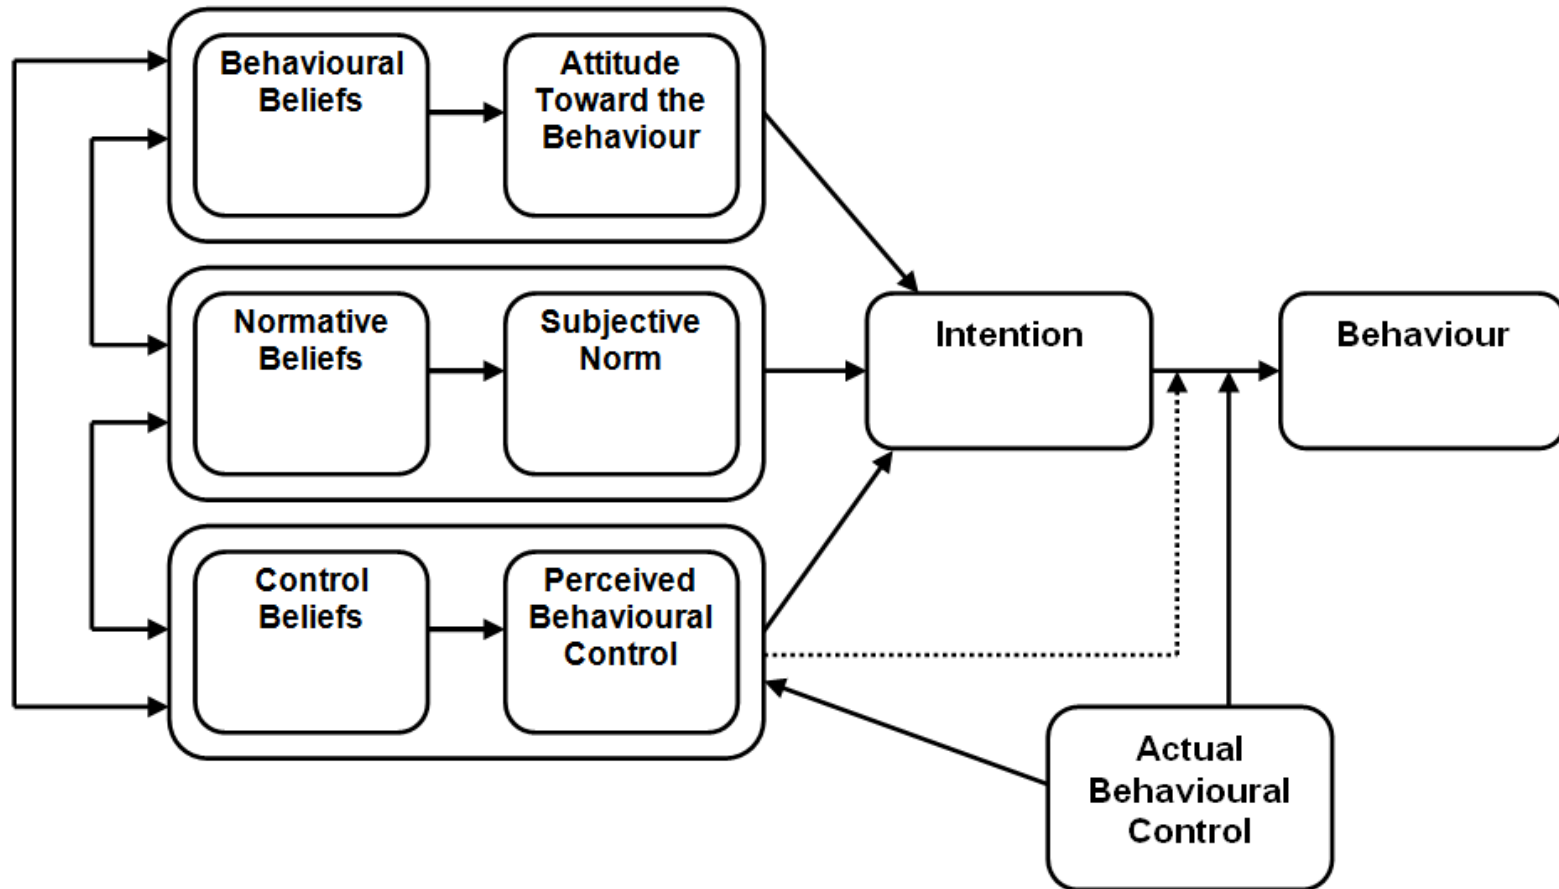 Behavioural
Beliefs
Attitude
Toward the
Behaviour
Normative
Beliefs
Subjective
Norm
Intention
Behaviour
Control
Beliefs
Perceived
Behavioural
Control
Actual
Behavioural
Control